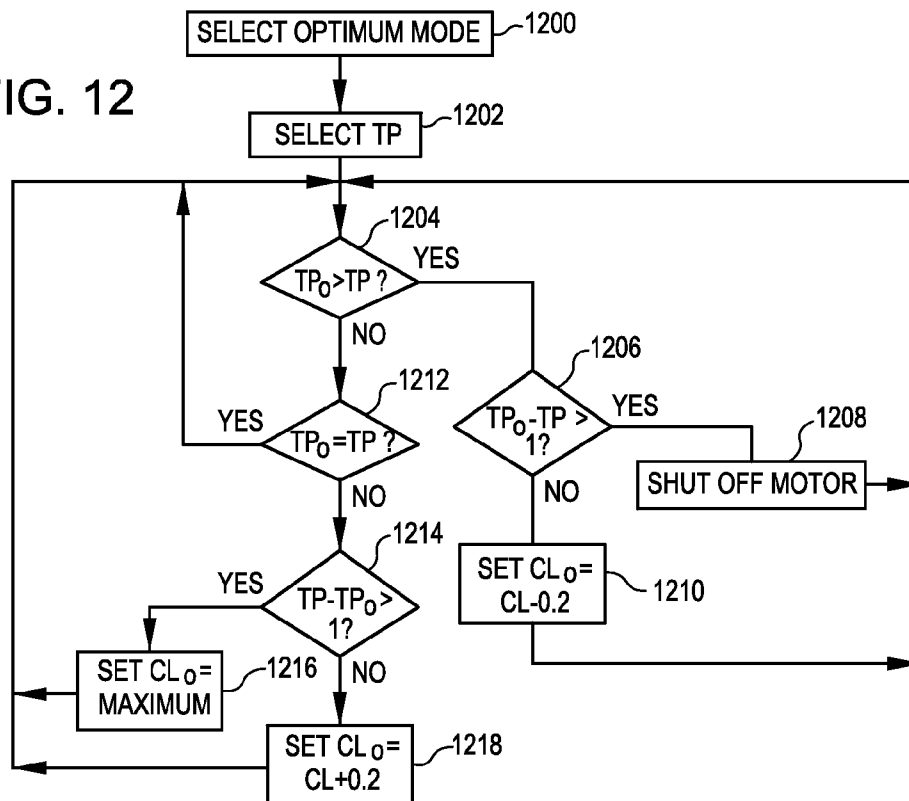 SELECT OPTIMUM MODE
1200
FIG. 12
SELECT TP
1202
1204
TP₀>TP ?
YES
NO
1206
TP₀-TP >
1?
YES
NO
1208
SHUT OFF MOTOR
1212
YES
TP₀=TP ?
NO
SET CL₀=
CL-0.2
1210
1214
YES
TP-TP₀ >
1?
NO
SET CL₀=
MAXIMUM
1216
SET CL₀=
CL+0.2
1218